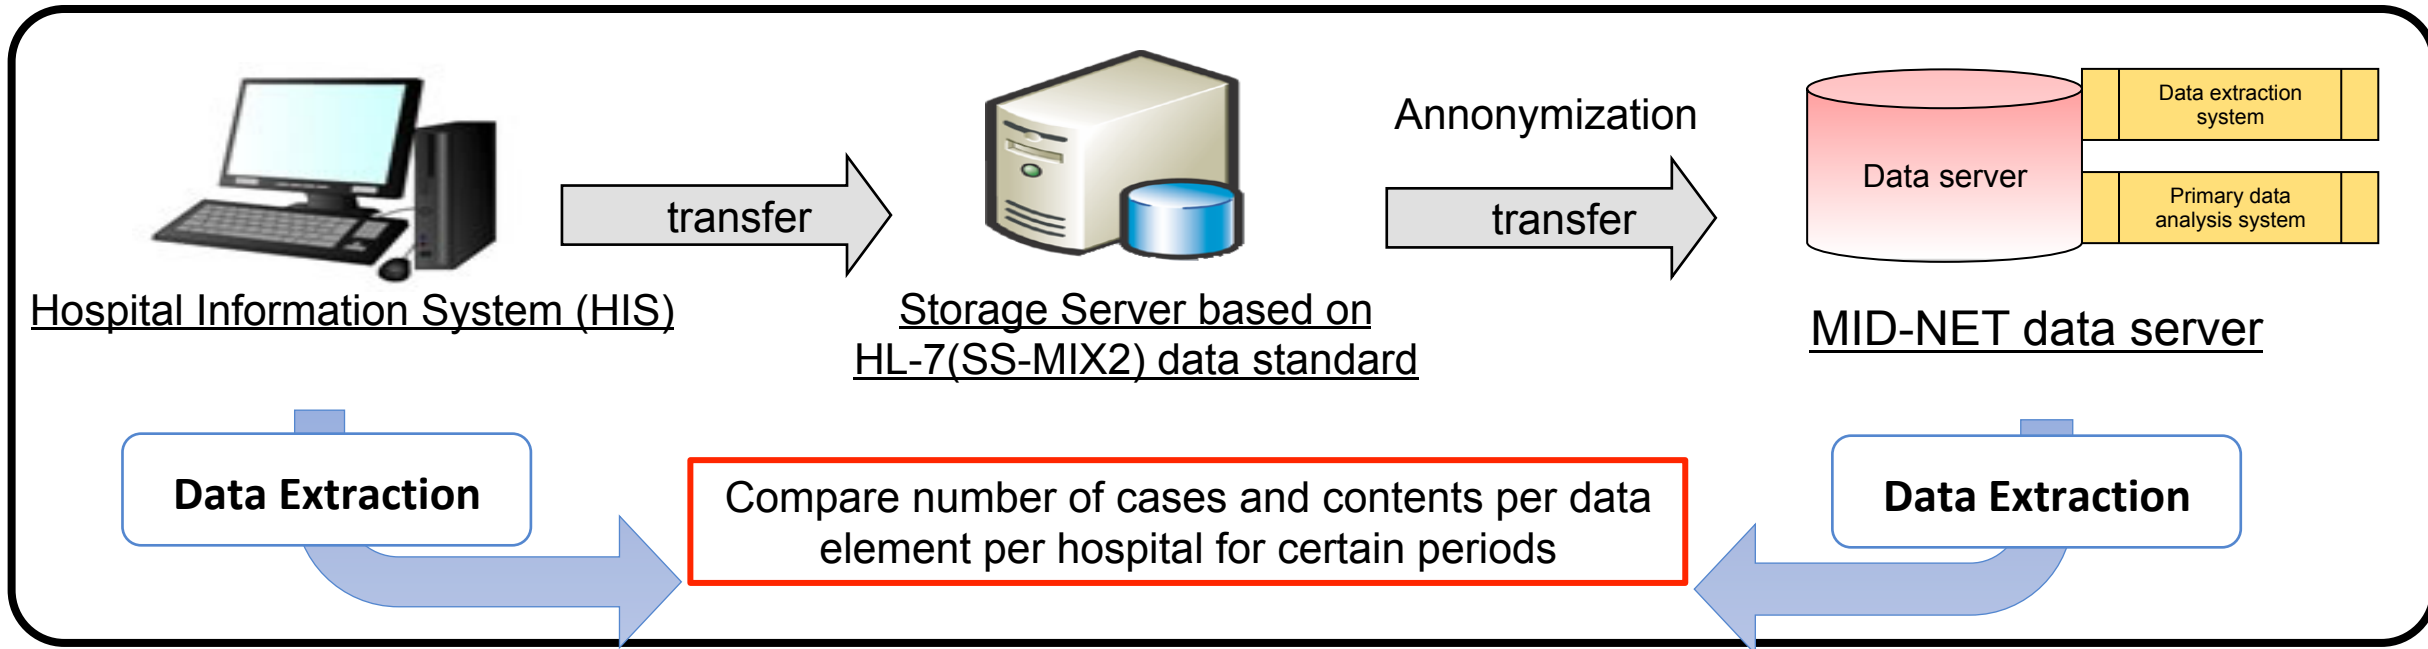 Hospital Information System (HIS)
transfer
Storage Server based on
HL-7(SS-MIX2) data standard
Annonymization
transfer
Data server
Data extraction
system
Primary data
analysis system
MID-NET data server
Data Extraction
Compare number of cases and contents per data
element per hospital for certain periods
Data Extraction